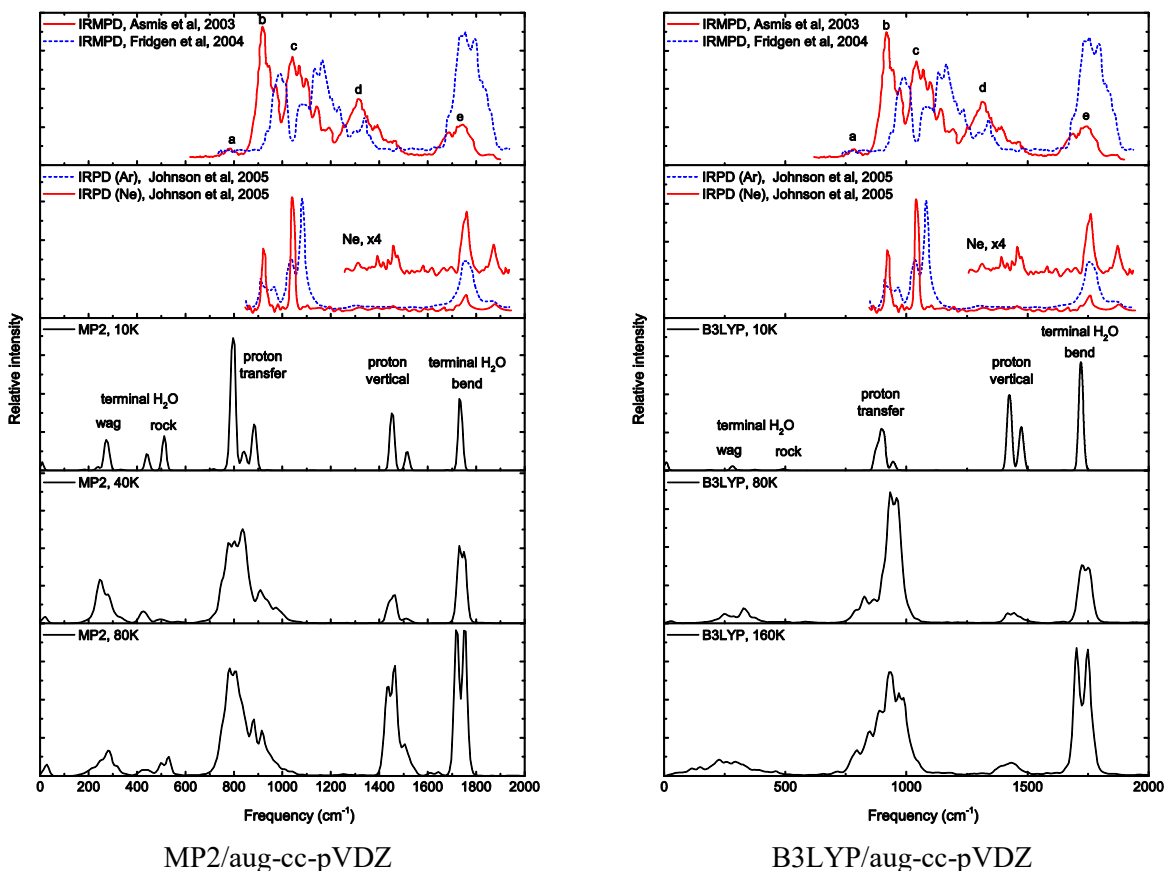 IRMPD, Asmis et al, 2003
IRMPD, Fridgen et al, 2004
a
b
c
d
e
IRPD (Ar), Johnson et al, 2005
IRPD (Ne), Johnson et al, 2005
Ne, x4
MP2, 10K
terminal H₂O
wag
rock
proton
transfer
proton
vertical
terminal H₂O
bend
MP2, 40K
MP2, 80K
Relative intensity
0 200 400 600 800 1000 1200 1400 1600 1800 2000
Frequency (cm⁻¹)
MP2/aug-cc-pVDZ
IRMPD, Asmis et al, 2003
IRMPD, Fridgen et al, 2004
a
b
c
d
e
IRPD (Ar), Johnson et al, 2005
IRPD (Ne), Johnson et al, 2005
Ne, x4
B3LYP, 10K
terminal H₂O
wag
rock
proton
transfer
proton
vertical
terminal H₂O
bend
B3LYP, 80K
B3LYP, 160K
Relative intensity
0 500 1000 1500 2000
Frequency (cm⁻¹)
B3LYP/aug-cc-pVDZ